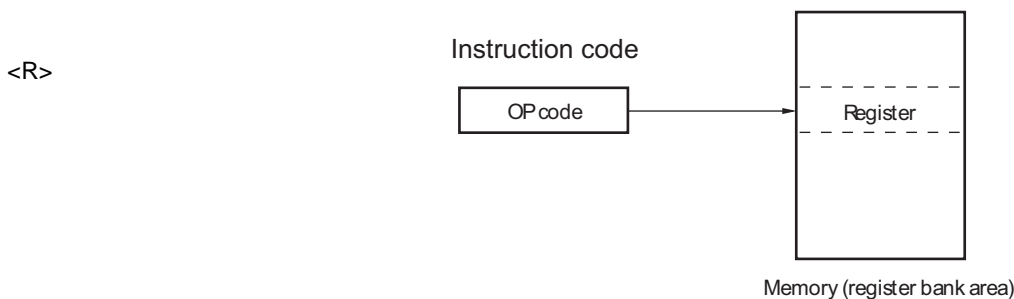 Instruction code
<R>
OPcode
Register
Memory (register bank area)